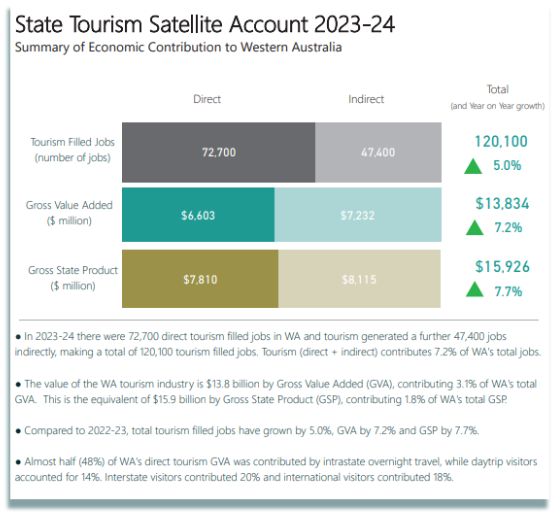 State Tourism Satellite Account 2023-24
Summary of Economic Contribution to Western Australia
Direct
Indirect
Total
(and Year on Year growth)
Tourism Filled Jobs
(number of jobs)
72,700
47,400
120,100
5.0%
Gross Value Added
($ million)
$6,603
$7,232
$13,834
7.2%
Gross State Product
($ million)
$7,810
$8,115
$15,926
7.7%
● In 2023-24 there were 72,700 direct tourism filled jobs in WA and tourism generated a further 47,400 jobs
indirectly, making a total of 120,100 tourism filled jobs. Tourism (direct + indirect) contributes 7.2% of WA's total jobs.
● The value of the WA tourism industry is $13.8 billion by Gross Value Added (GVA), contributing 3.1% of WA's total
GVA. This is the equivalent of $15.9 billion by Gross State Product (GSP), contributing 1.8% of WA's total GSP.
● Compared to 2022-23, total tourism filled jobs have grown by 5.0%, GVA by 7.2% and GSP by 7.7%.
● Almost half (48%) of WA's direct tourism GVA was contributed by intrastate overnight travel, while daytrip visitors
accounted for 14%. Interstate visitors contributed 20% and international visitors contributed 18%.